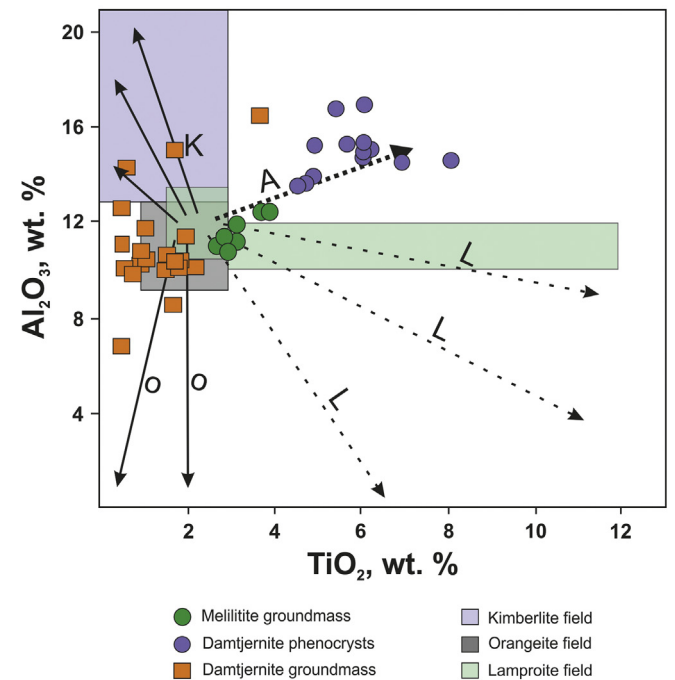 20
16
12
8
4
Al₂O₃, wt. %
K
A
L
L
L
o
o
2
4
6
8
10
12
TiO₂, wt. %
Melilitite groundmass
Damtjernite phenocrysts
Damtjernite groundmass
Kimberlite field
Orangeite field
Lamproite field